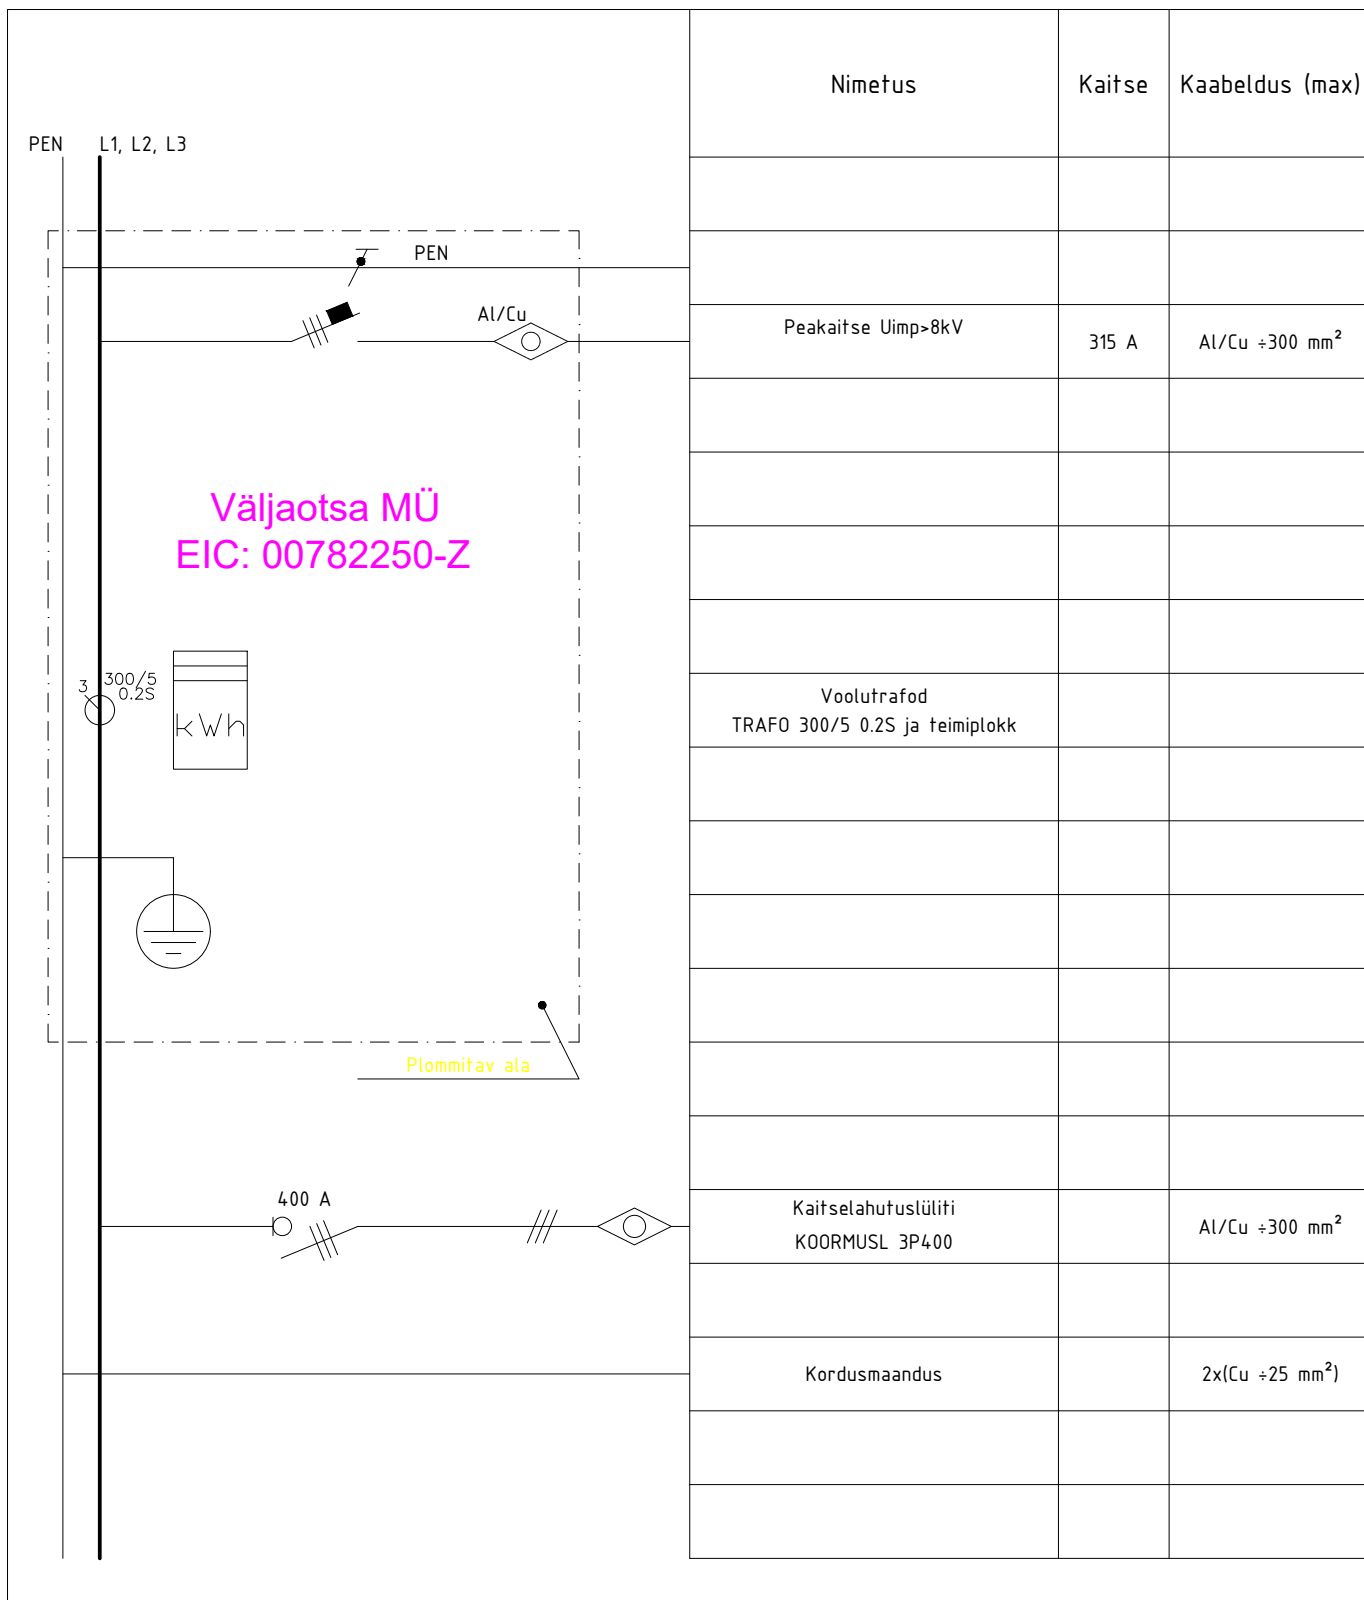 Nimetus Kaitse Kaabeldus (max)
PEN L1, L2, L3
PEN
Al/Cu
Peakaitse Uimp>8kV 315 A Al/Cu ÷300 mm²
Väljaotsa MÜ
EIC: 00782250-Z
3 300/5
0.2S
kWh
Voolutrafod
TRAFO 300/5 0.2S ja teimiplokk
Plommitav ala
400 A
Kaitselahutuslüliti
KOORMUSL 3P400
Al/Cu ÷300 mm²
Kordusmaandus 2x(Cu ÷25 mm²)